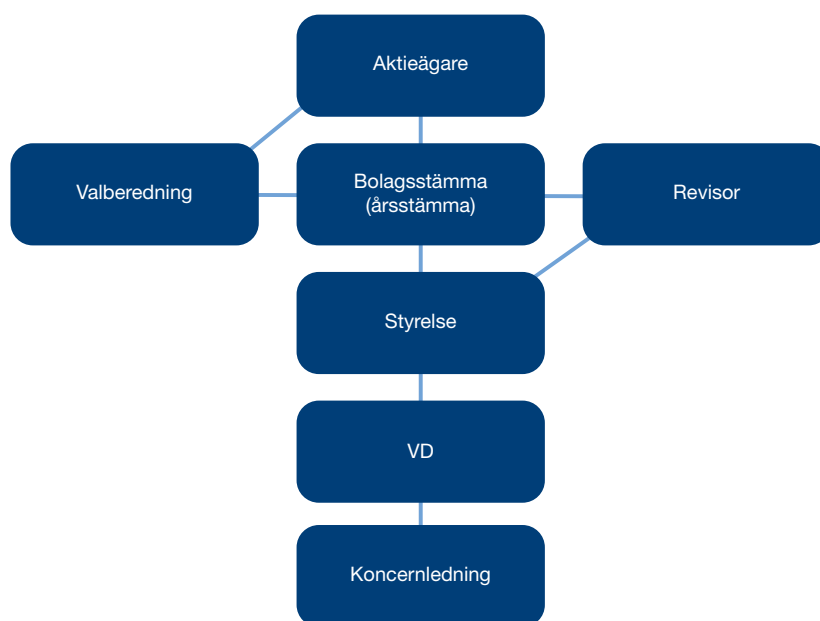 Aktieägare
Valberedning
Bolagsstämma
(årsstämma)
Revisor
Styrelse
VD
Koncernledning